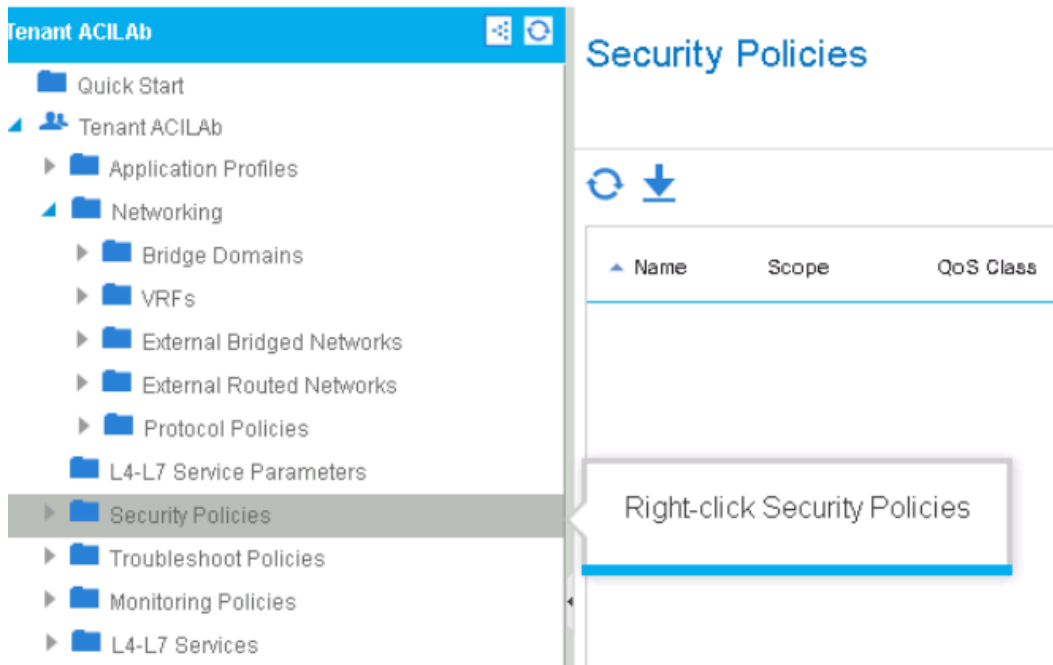 Tenant ACILAb
Quick Start
Tenant ACILAb
Application Profiles
Networking
Bridge Domains
VRFs
External Bridged Networks
External Routed Networks
Protocol Policies
L4-L7 Service Parameters
Security Policies
Troubleshoot Policies
Monitoring Policies
L4-L7 Services
Security Policies
Name Scope QoS Class
Right-click Security Policies